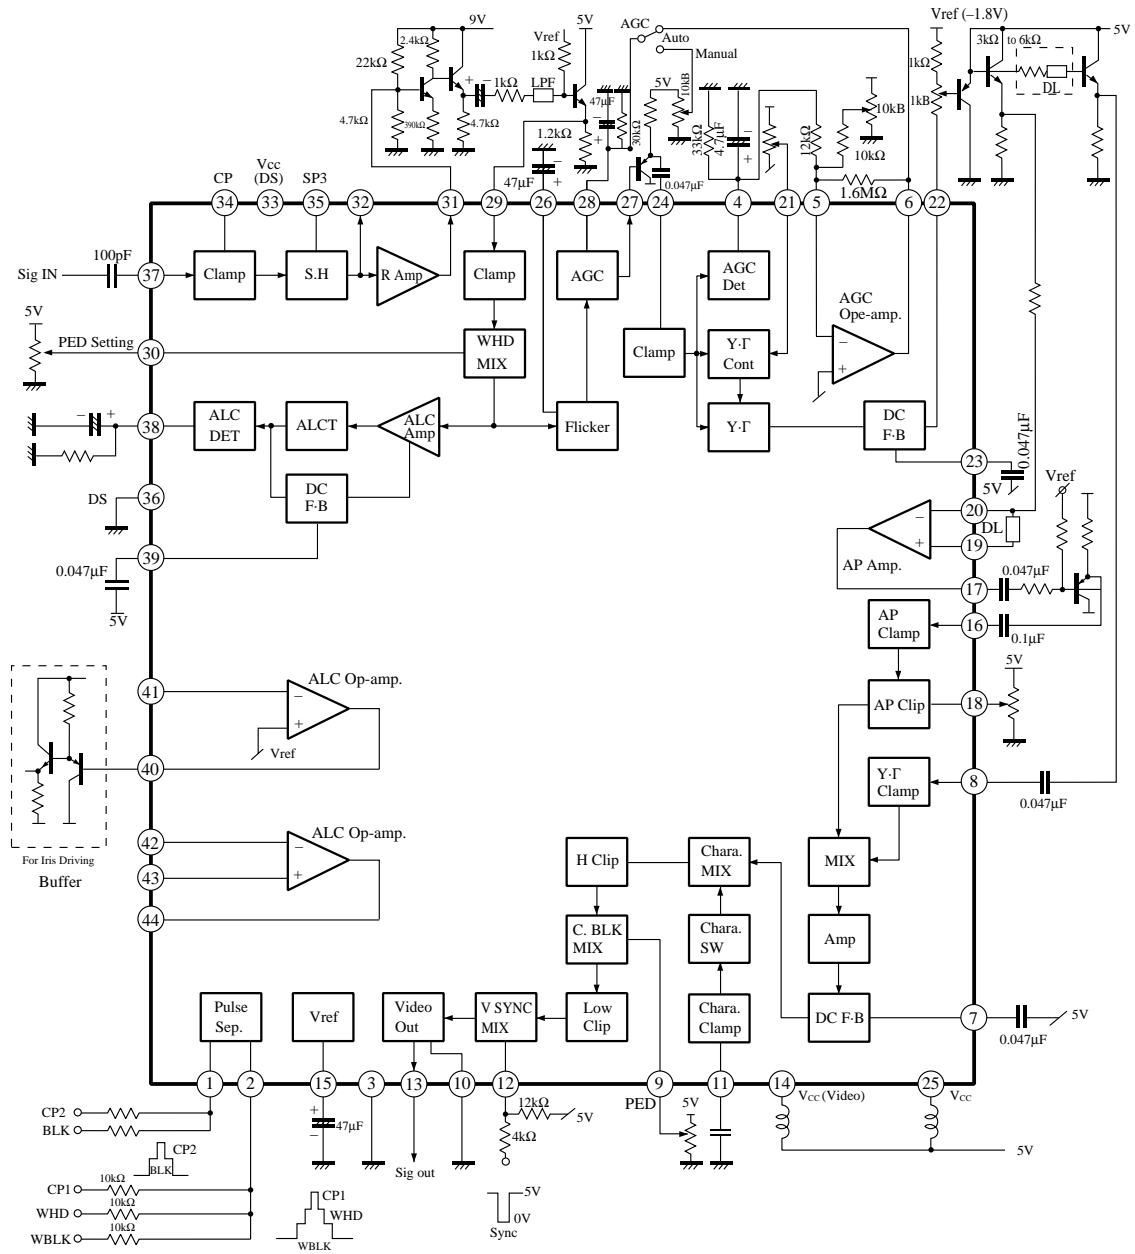 9V
5V
AGC
Auto
Manual
Vref (–1.8V)
5V
2.4kΩ
22kΩ
Vref
1kΩ
1kΩ
LPF
47µF
5V
10kB
3kΩ to 6kΩ
1kΩ
DL
1kB
4.7kΩ
390kΩ
4.7kΩ
1.2kΩ
30kΩ
33kΩ
4.7µF
12kΩ
10kB
10kΩ
47µF
0.047µF
1.6MΩ
CP
Vcc
(DS)
SP3
34
33
35
32
31
29
26
28
27
24
4
21
5
6
22
Sig IN
100pF
37
Clamp
S.H
R Amp
Clamp
AGC
AGC
Det
AGC
Ope-amp.
5V
PED Setting
30
WHD
MIX
Clamp
Y·Γ
Cont
38
ALC
DET
ALCT
ALC
Amp
Flicker
Y·Γ
DC
F·B
23
0.047µF
5V
DS
36
DC
F·B
Vref
20
DL
19
39
0.047µF
5V
AP Amp.
17
0.047µF
AP
Clamp
16
0.1µF
41
ALC Op-amp.
Vref
40
AP Clip
18
5V
Y·Γ
Clamp
8
0.047µF
For Iris Driving
Buffer
42
ALC Op-amp.
43
44
H Clip
Chara.
MIX
MIX
C. BLK
MIX
Chara.
SW
Amp
Pulse
Sep.
Vref
Video
Out
V SYNC
MIX
Low
Clip
Chara.
Clamp
DC F·B
7
0.047µF
5V
1
2
15
3
13
10
12
9
11
14
25
PED
VCC (Video)
VCC
CP2
BLK
47µF
12kΩ
5V
4kΩ
5V
5V
CP2
BLK
Sig out
CP1
10kΩ
WHD
10kΩ
WBLK
10kΩ
CP1
WHD
WBLK
5V
0V
Sync